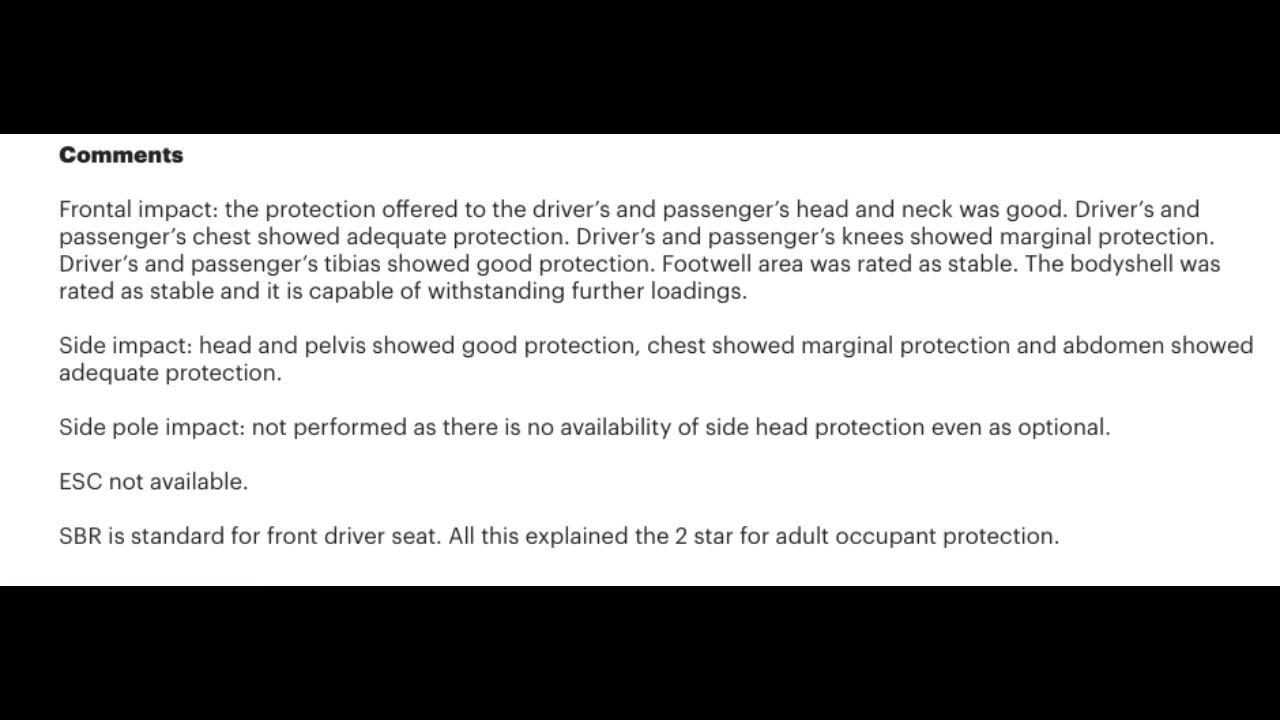 Comments
Frontal impact: the protection offered to the driver’s and passenger’s head and neck was good. Driver’s and
passenger’s chest showed adequate protection. Driver’s and passenger’s knees showed marginal protection.
Driver’s and passenger’s tibias showed good protection. Footwell area was rated as stable. The bodyshell was
rated as stable and it is capable of withstanding further loadings.
Side impact: head and pelvis showed good protection, chest showed marginal protection and abdomen showed
adequate protection.
Side pole impact: not performed as there is no availability of side head protection even as optional.
ESC not available.
SBR is standard for front driver seat. All this explained the 2 star for adult occupant protection.